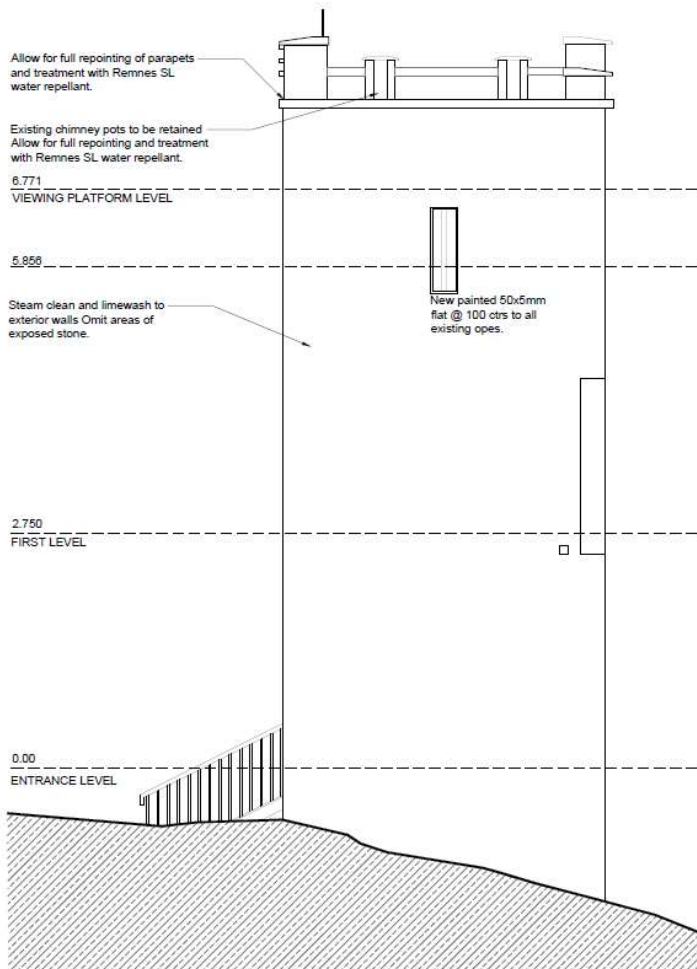 Allow for full repointing of parapets
and treatment with Remnes SL
water repellant.
Existing chimney pots to be retained
Allow for full repointing and treatment
with Remnes SL water repellant.
6.771
VIEWING PLATFORM LEVEL
5.856
Steam clean and limewash to
exterior walls Omit areas of
exposed stone.
New painted 50x5mm
flat @ 100 ctrs to all
existing opes.
2.750
FIRST LEVEL
0.00
ENTRANCE LEVEL